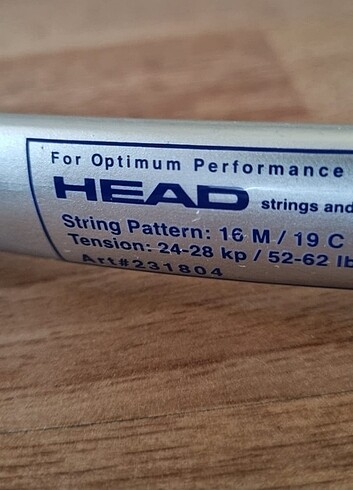 For Optimum Performance
HEAD strings and
String Pattern: 16 M / 19 C
Tension: 24-28 kp / 52-62 lb
Art#231804